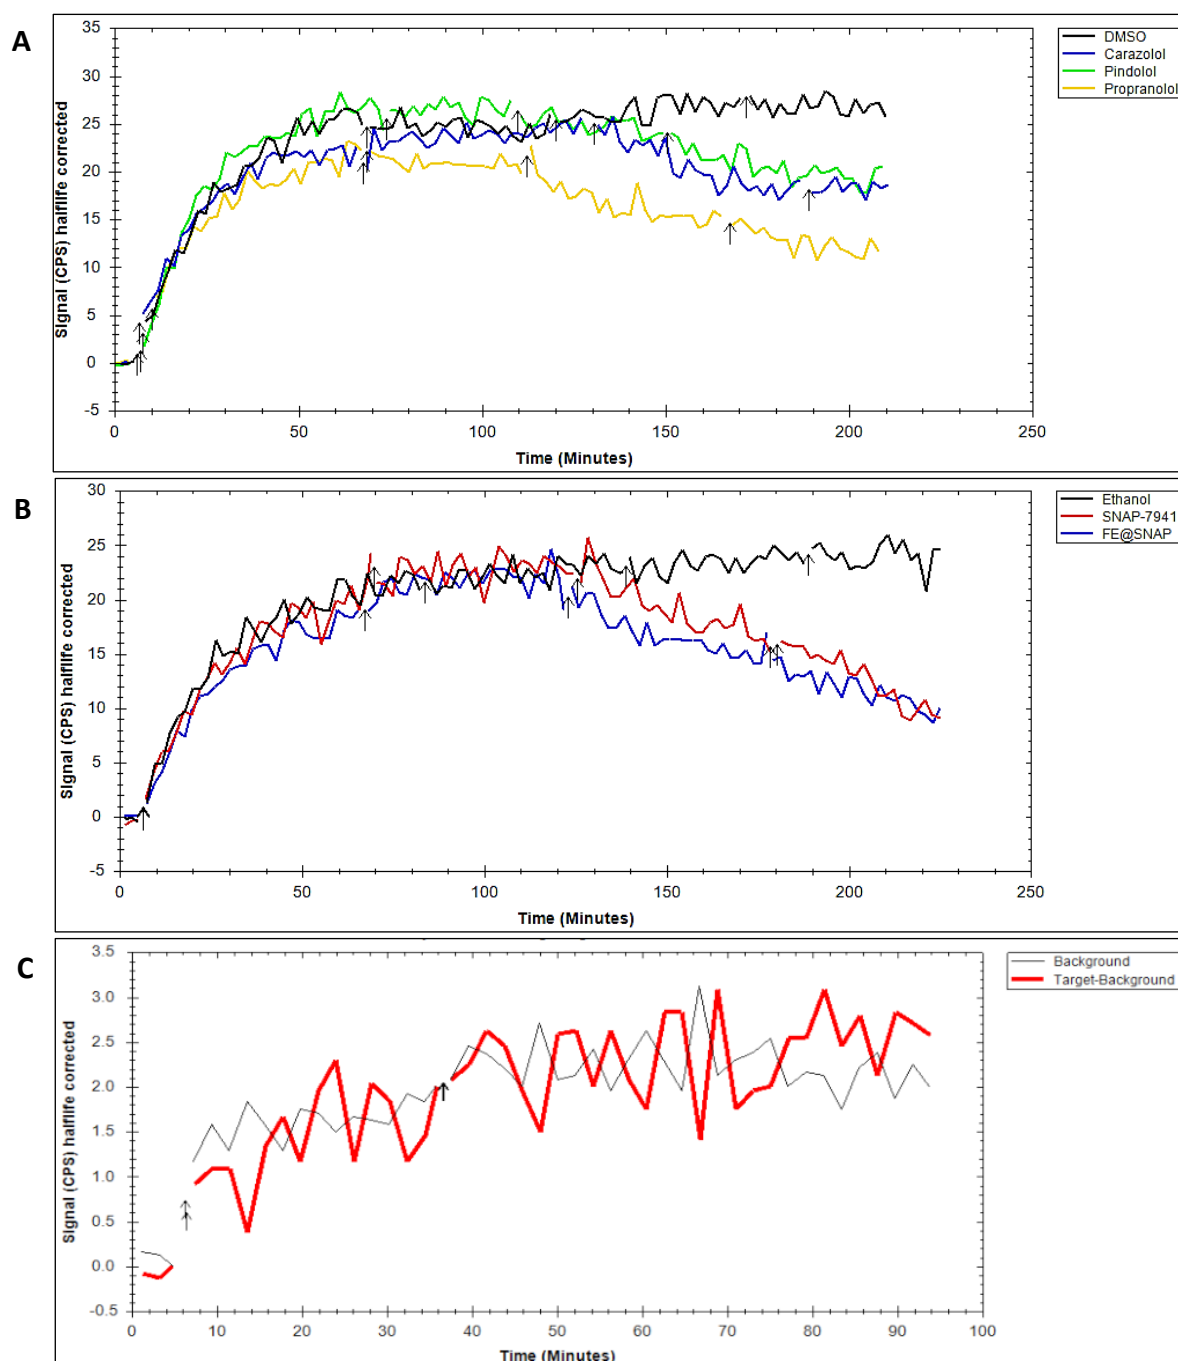 A
35
30
25
20
15
10
5
0
-5
SIgnal (CPS) halflife corrected
0 50 100 150 200 250
Time (Minutes)
DMSO
Carazolol
Pindolol
Propranolol
B
30
25
20
15
10
5
0
-5
SIgnal (CPS) halflife corrected
0 50 100 150 200 250
Time (Minutes)
Ethanol
SNAP-7941
FE@SNAP
C
3.5
3.0
2.5
2.0
1.5
1.0
0.5
0.0
-0.5
SIgnal (CPS) halflife corrected
0 10 20 30 40 50 60 70 80 90 100
Time (Minutes)
Background
Target-Background